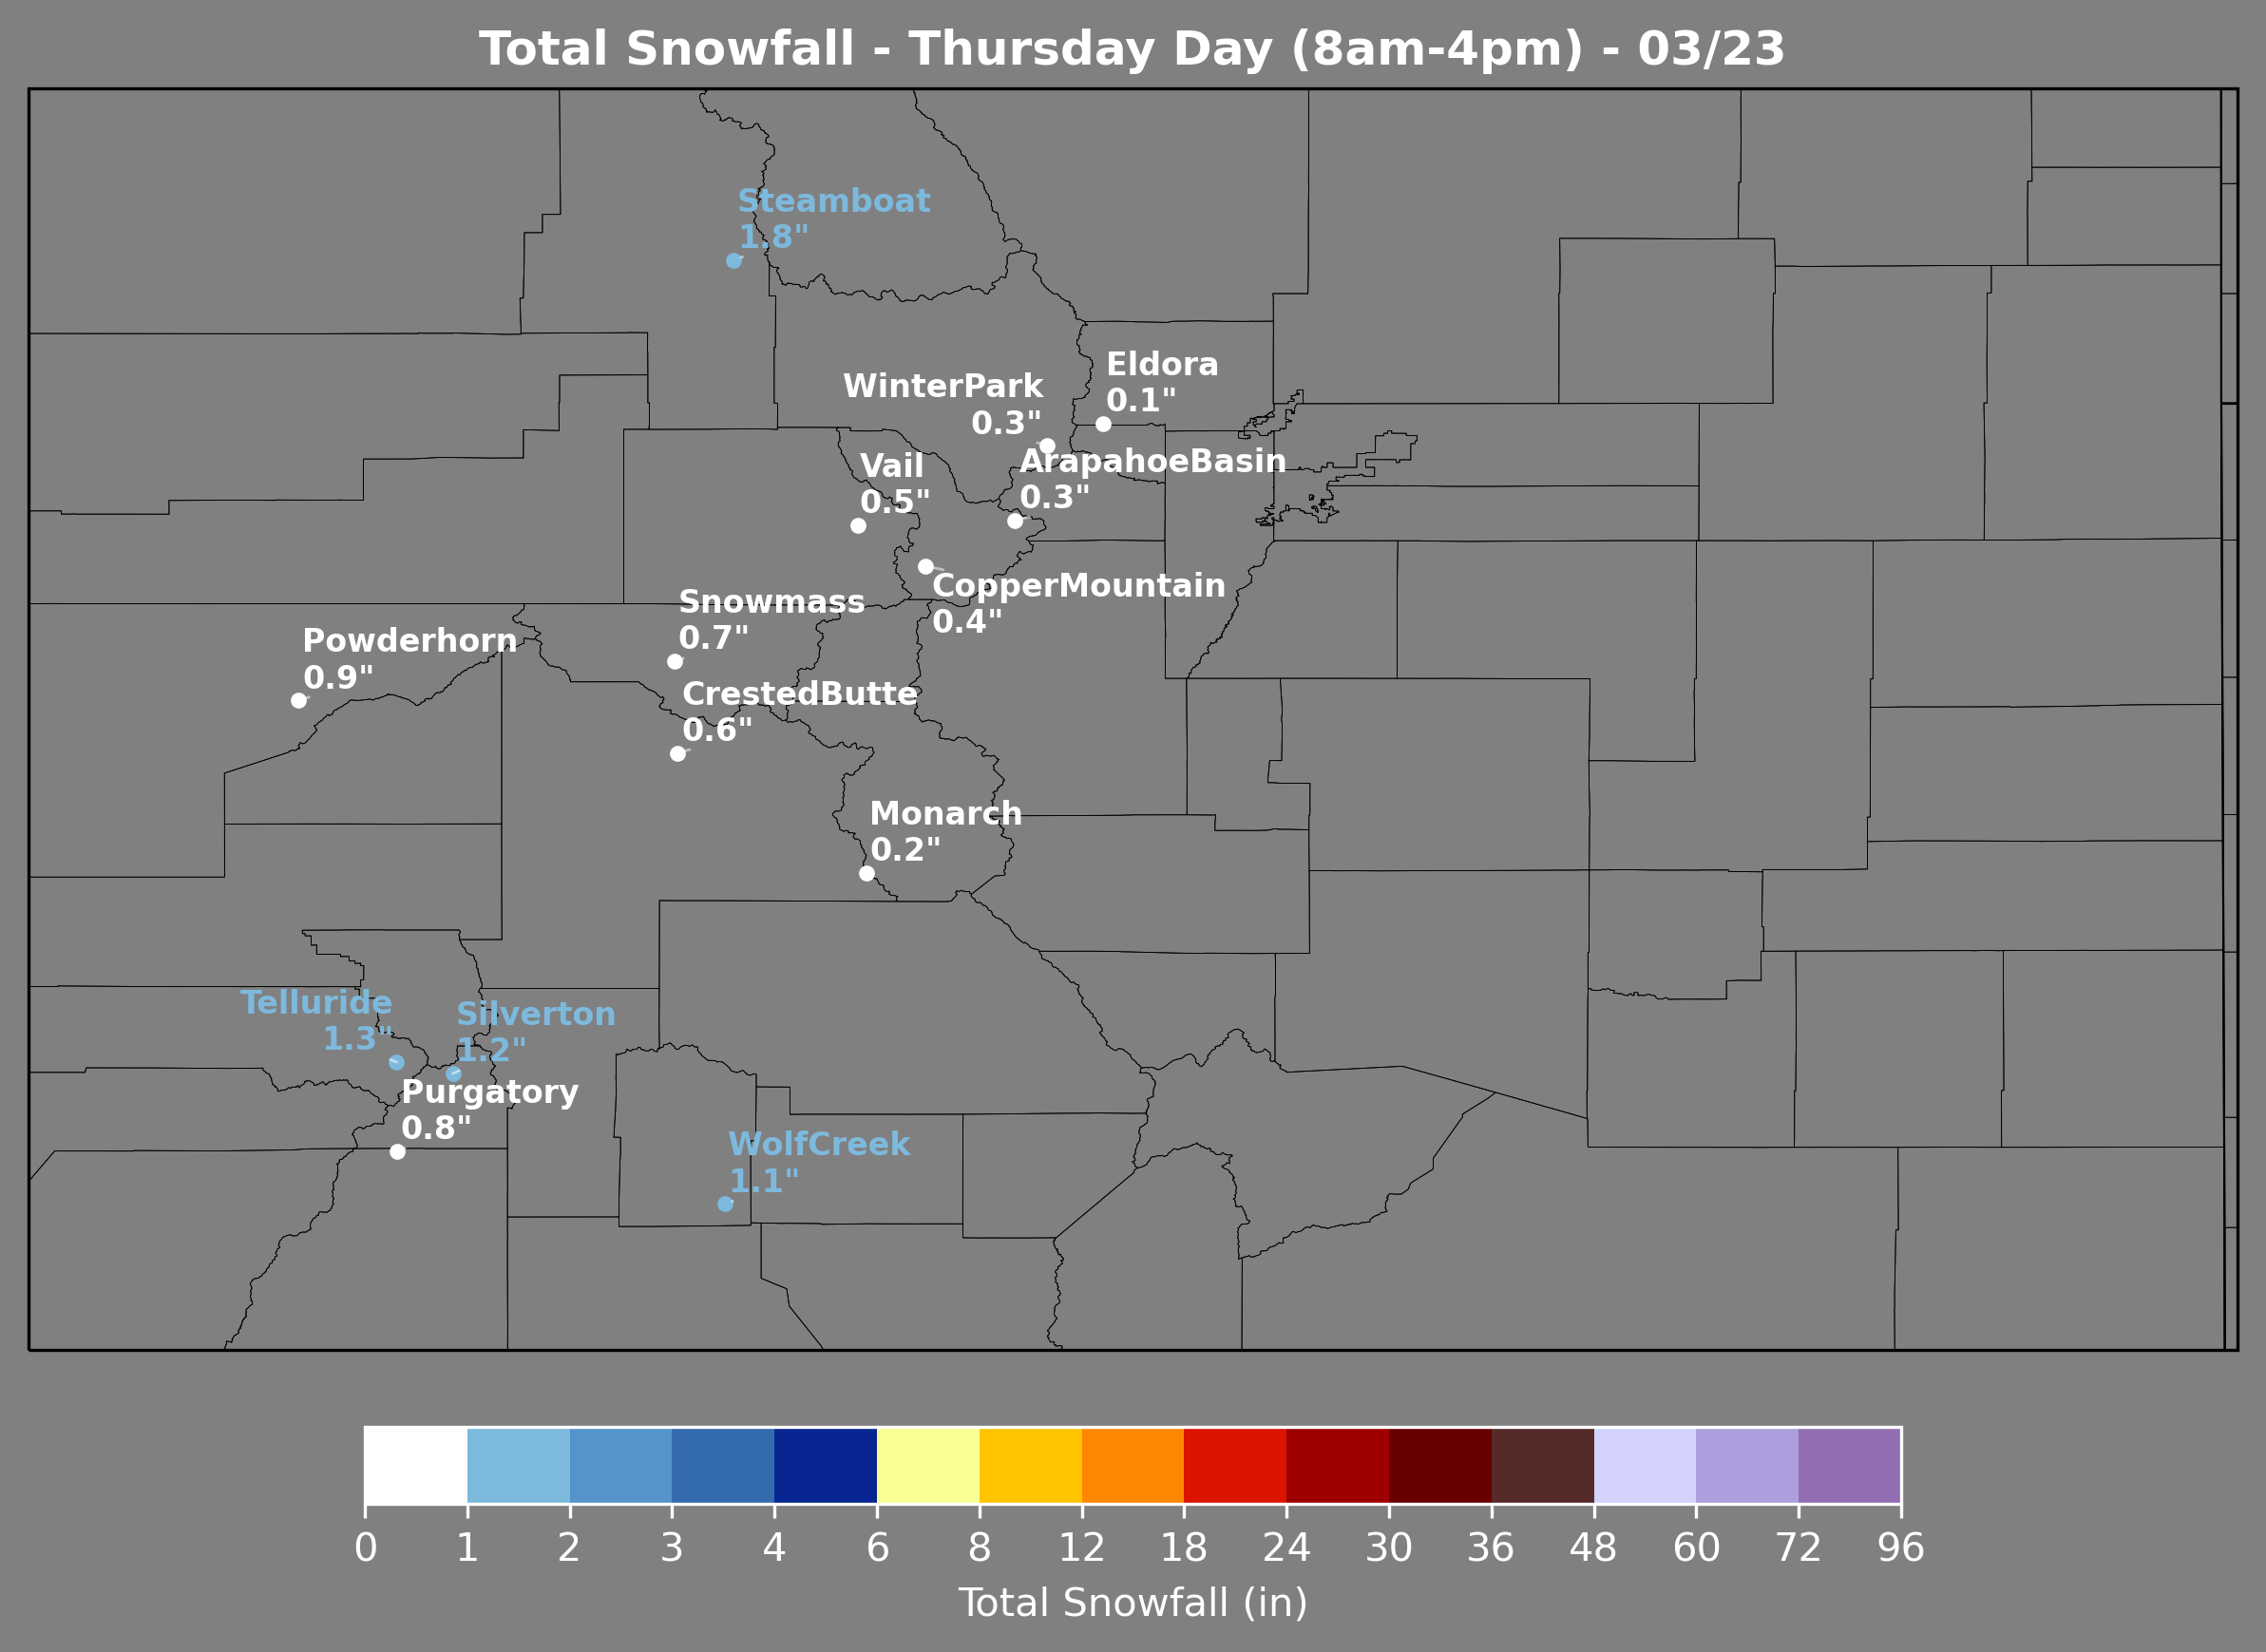 Total Snowfall - Thursday Day (8am-4pm) - 03/23
Steamboat
1.8"
Eldora
0.1"
WinterPark
0.3"
Vail
0.5"
ArapahoeBasin
0.3"
CopperMountain
0.4"
Snowmass
0.7"
Powderhorn
0.9"
CrestedButte
0.6"
Monarch
0.2"
Telluride
1.3"
Silverton
1.2"
Purgatory
0.8"
WolfCreek
1.1"
0 1 2 3 4 6 8 12 18 24 30 36 48 60 72 96
Total Snowfall (in)